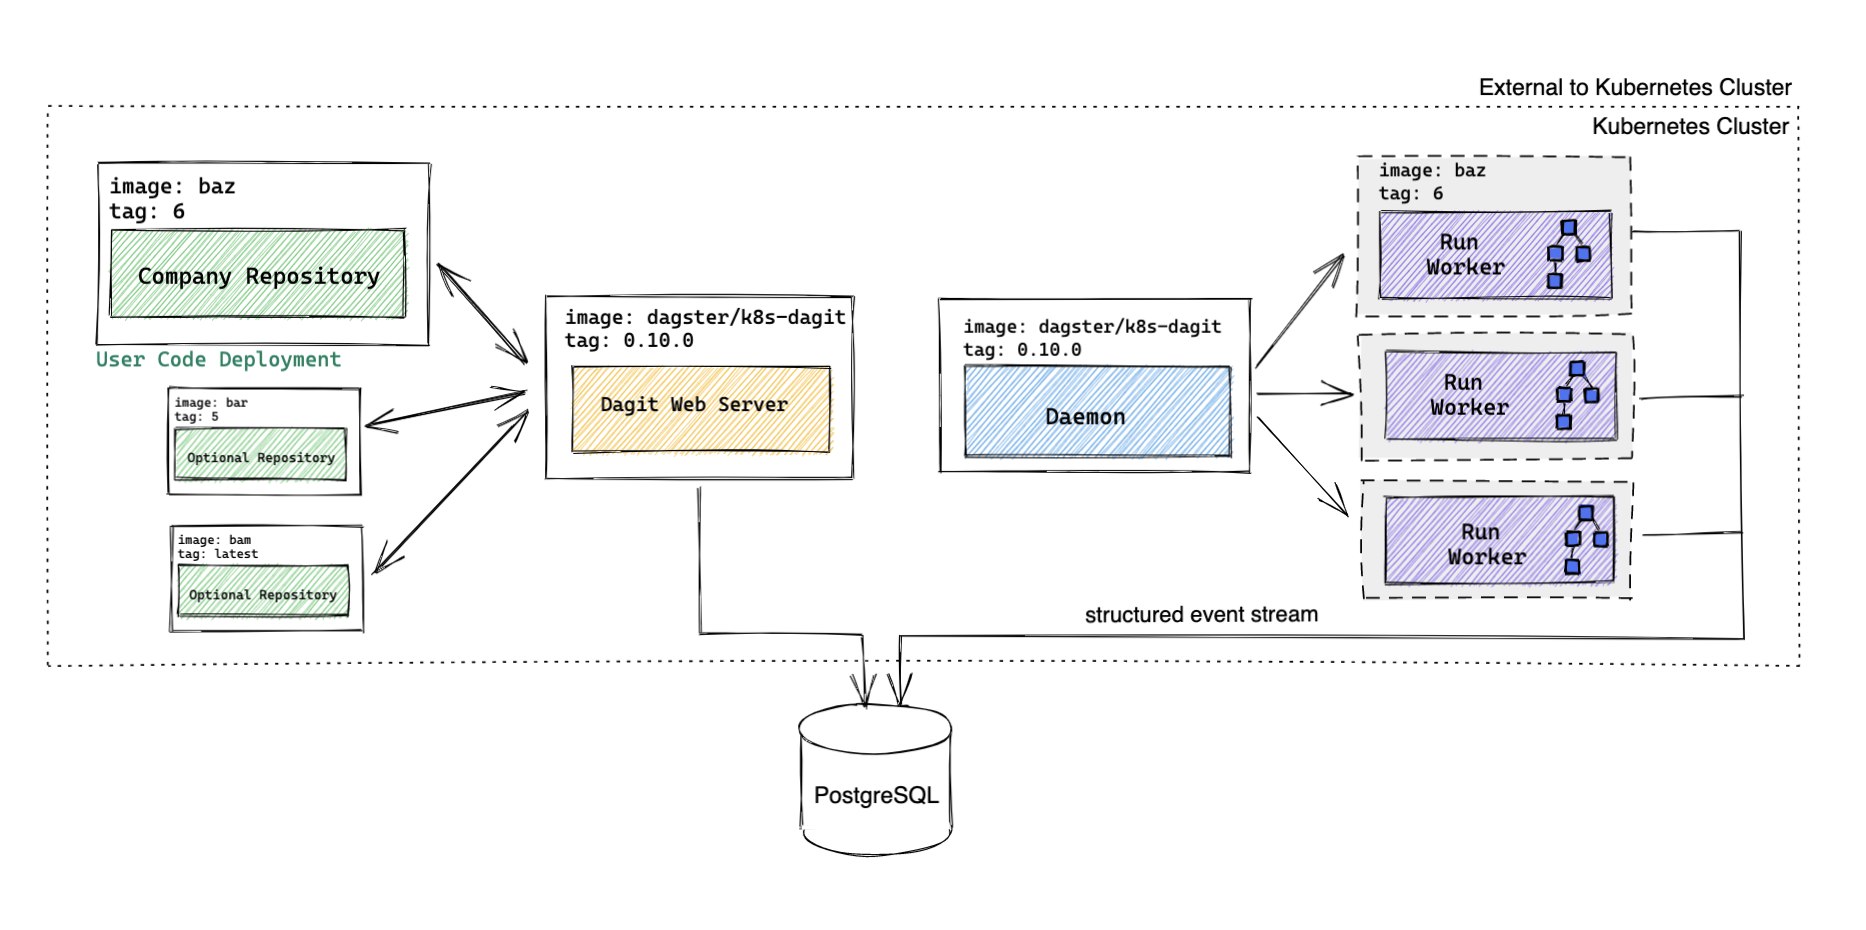 External to Kubernetes Cluster
Kubernetes Cluster
image: baz
tag: 6
Company Repository
User Code Deployment
image: bar
tag: 5
Optional Repository
image: bam
tag: latest
Optional Repository
image: dagster/k8s-dagit
tag: 0.10.0
Dagit Web Server
image: dagster/k8s-dagit
tag: 0.10.0
Daemon
image: baz
tag: 6
Run
Worker
Run
Worker
Run
Worker
structured event stream
PostgreSQL